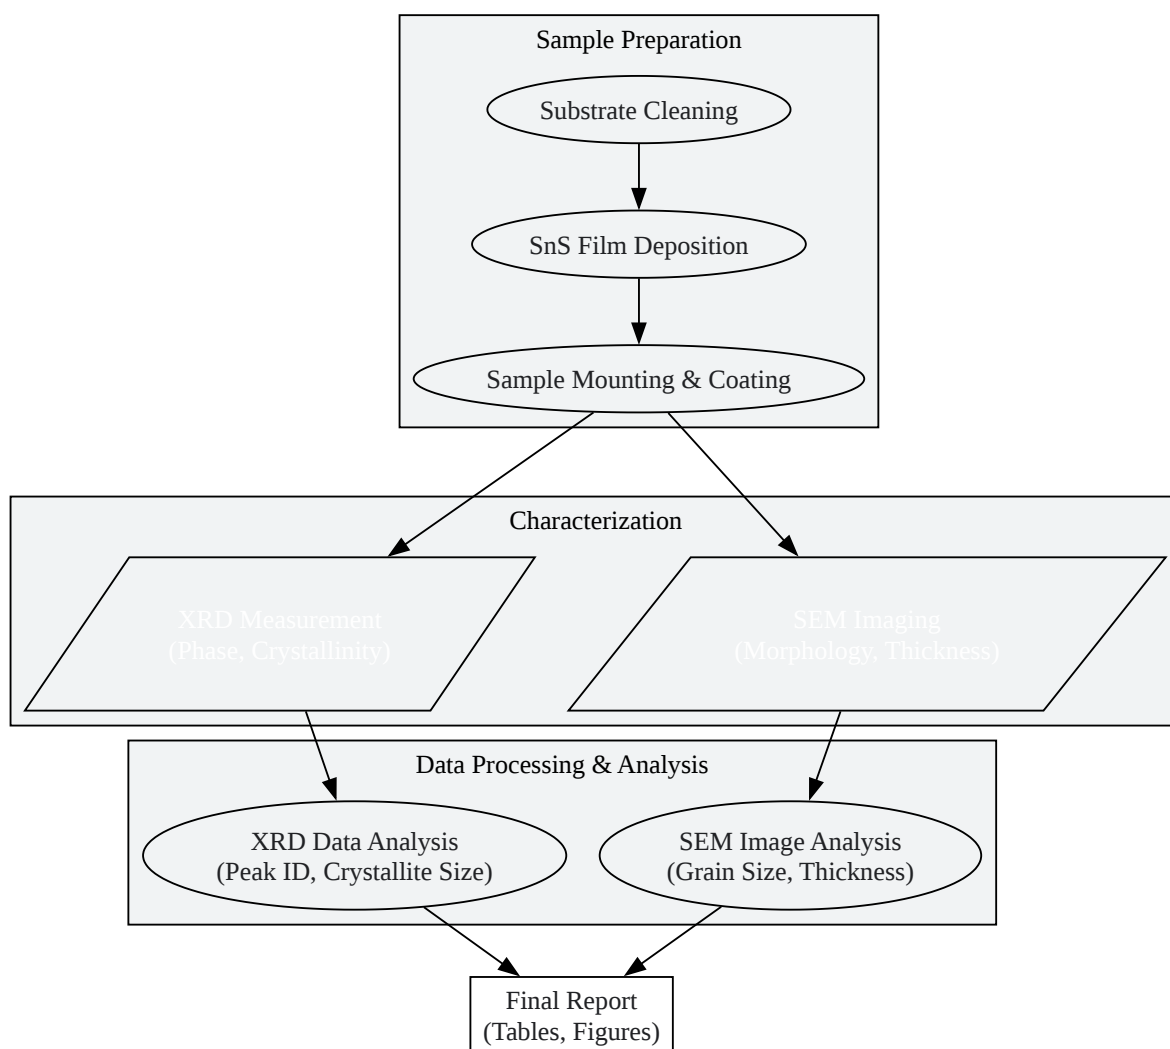 Sample Preparation
Substrate Cleaning
SnS Film Deposition
Sample Mounting & Coating
Characterization
XRD Measurement
(Phase, Crystallinity)
SEM Imaging
(Morphology, Thickness)
Data Processing & Analysis
XRD Data Analysis
(Peak ID, Crystallite Size)
SEM Image Analysis
(Grain Size, Thickness)
Final Report
(Tables, Figures)